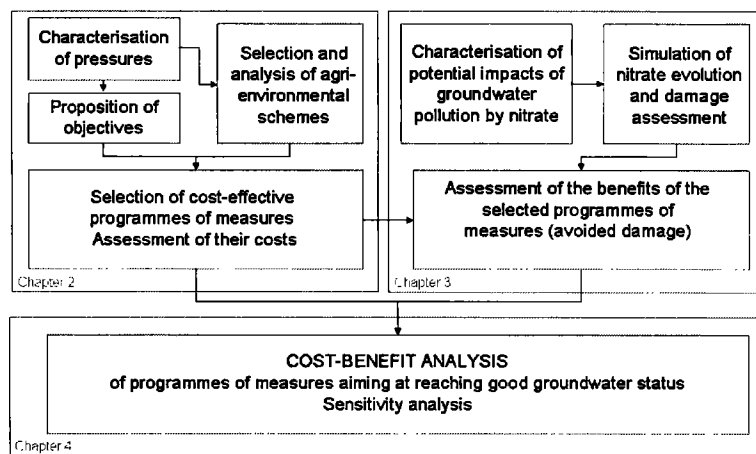 Characterisation
of pressures
Proposition of
objectives
Selection and
analysis of agri-
environmental
schemes
Selection of cost-effective
programmes of measures
Assessment of their costs
Chapter 2
Characterisation of
potential impacts of
groundwater
pollution by nitrate
Simulation of
nitrate evolution
and damage
assessment
Assessment of the benefits of the
selected programmes of
measures (avoided damage)
Chapter 3
COST-BENEFIT ANALYSIS
of programmes of measures aiming at reaching good groundwater status
Sensitivity analysis
Chapter 4